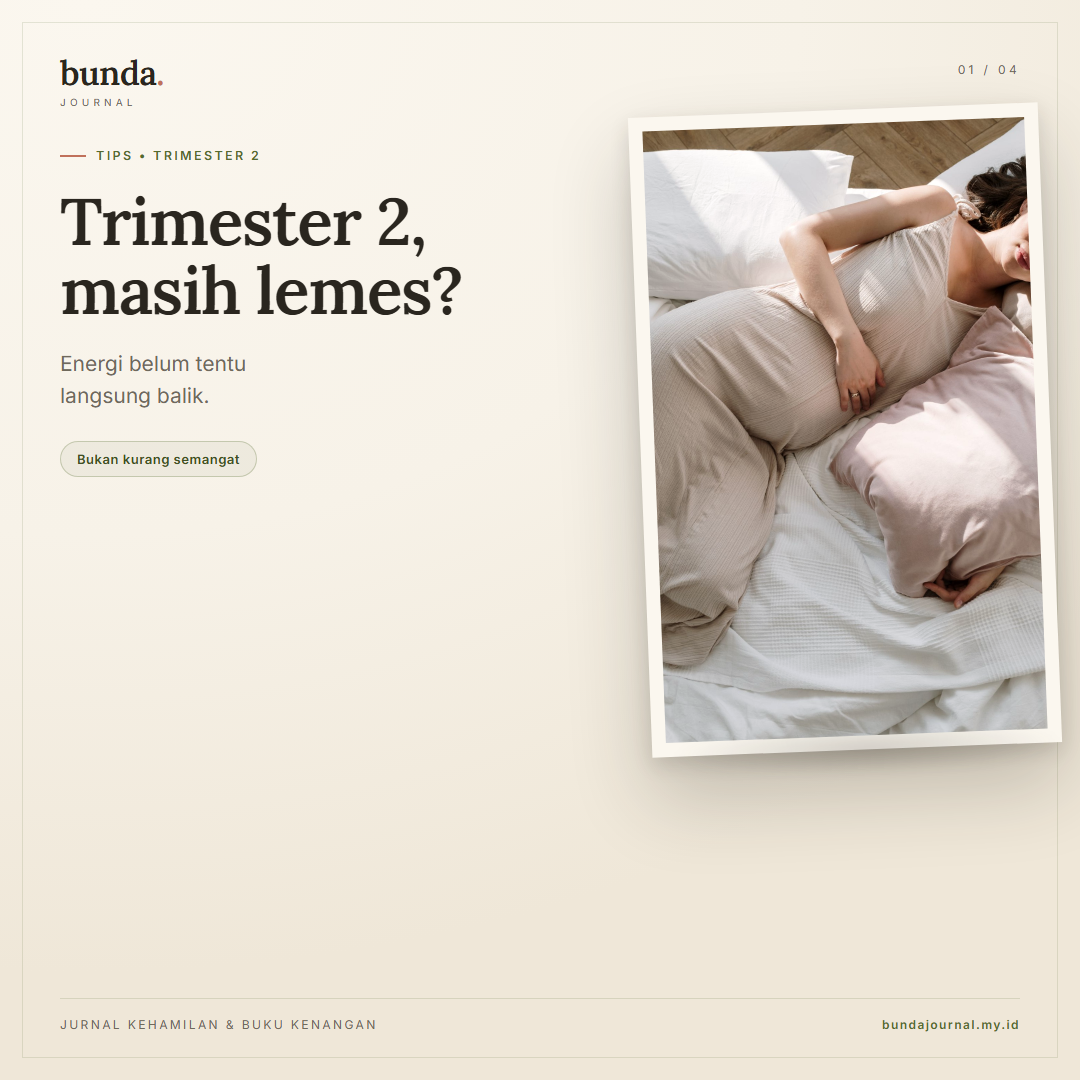 bunda.
JOURNAL
01 / 04
TIPS • TRIMESTER 2
Trimester 2,
masih lemes?
Energi belum tentu
langsung balik.
Bukan kurang semangat
JURNAL KEHAMILAN & BUKU KENANGAN
bundajournal.my.id